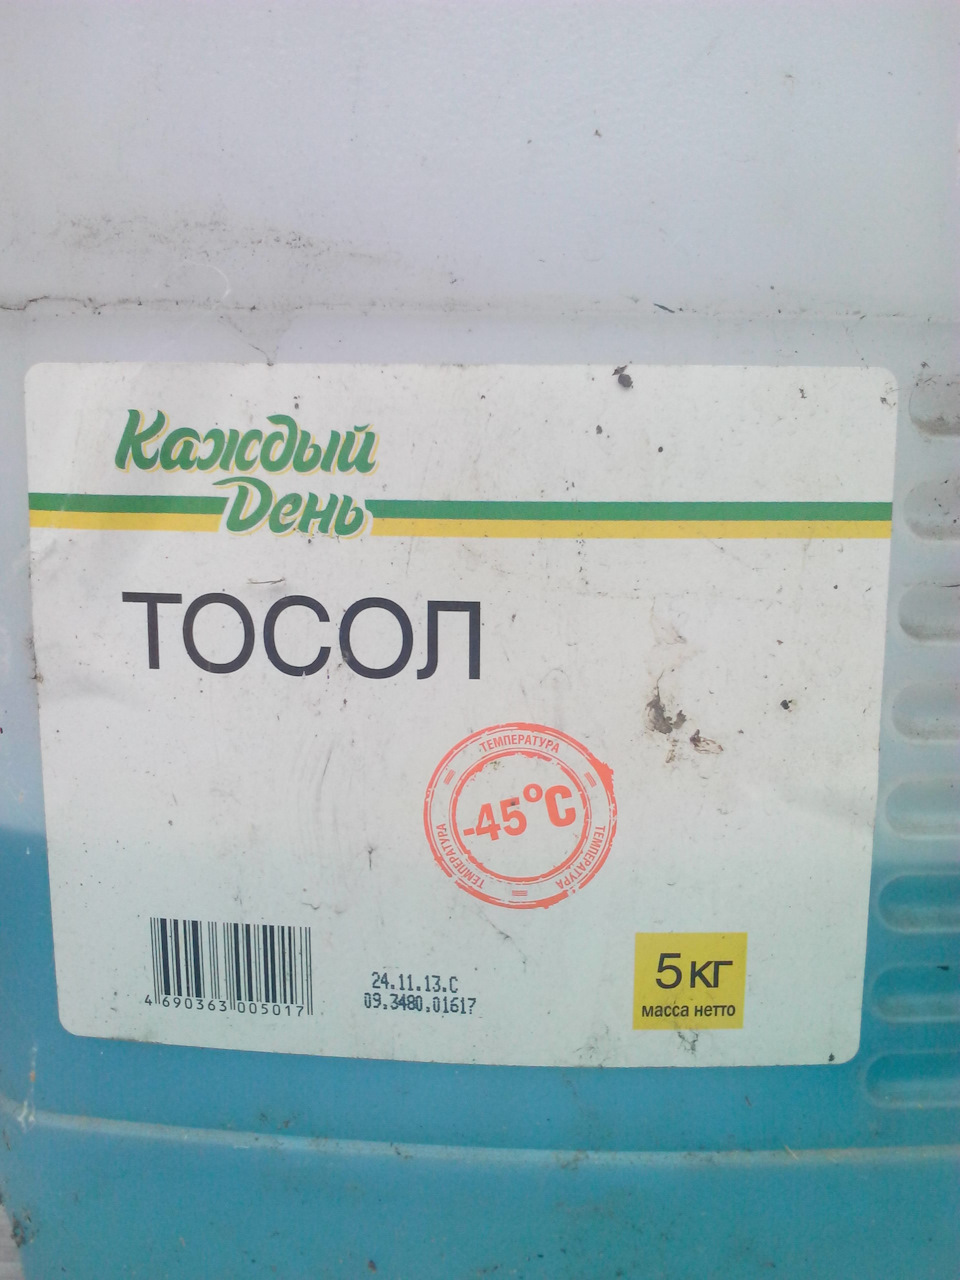 Каждый
День
ТОСОЛ
ТЕМПЕРАТУРА
-45°C
ТЕМПЕРАТУРА
ТЕМПЕРАТУРА
4 690363 005017
24.11.13.С
09.3480.01617
5 кг
масса нетто